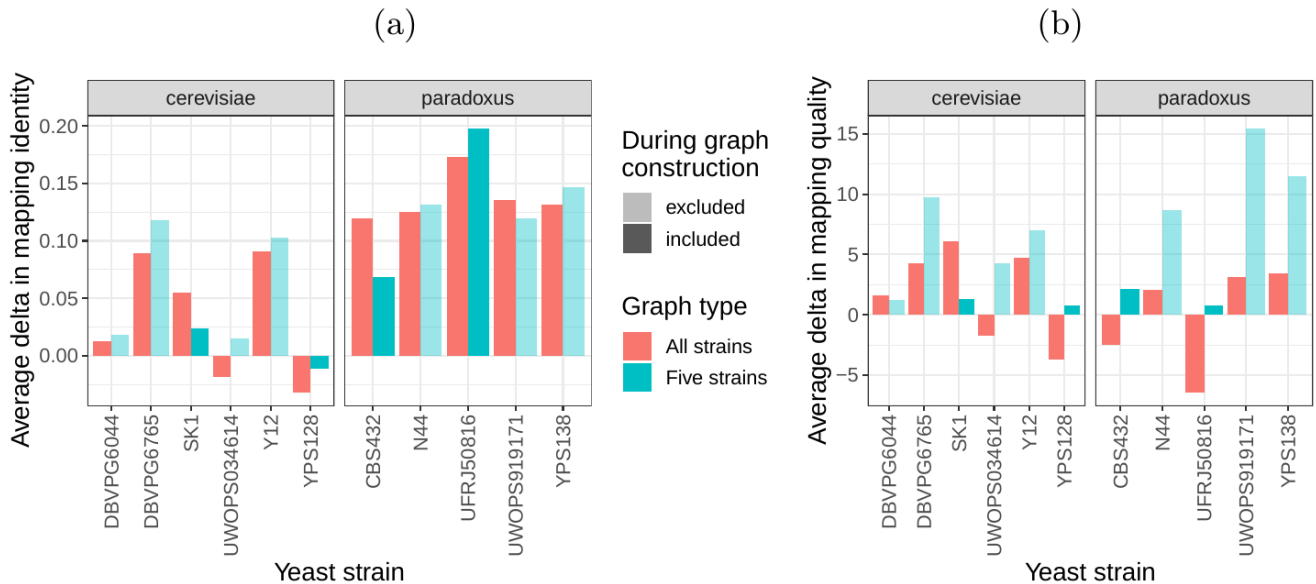 (a)
Average delta in mapping identity
cerevisiae
paradoxus
0.20
0.15
0.10
0.05
0.00
DBVPG6044
DBVPG6765
SK1
UWOPS034614
Y12
YPS128
CBS432
N44
UFRJ50816
UWOPS919171
YPS138
Yeast strain
During graph
construction
excluded
included
Graph type
All strains
Five strains
(b)
Average delta in mapping quality
cerevisiae
paradoxus
15
10
5
0
−5
DBVPG6044
DBVPG6765
SK1
UWOPS034614
Y12
YPS128
CBS432
N44
UFRJ50816
UWOPS919171
YPS138
Yeast strain